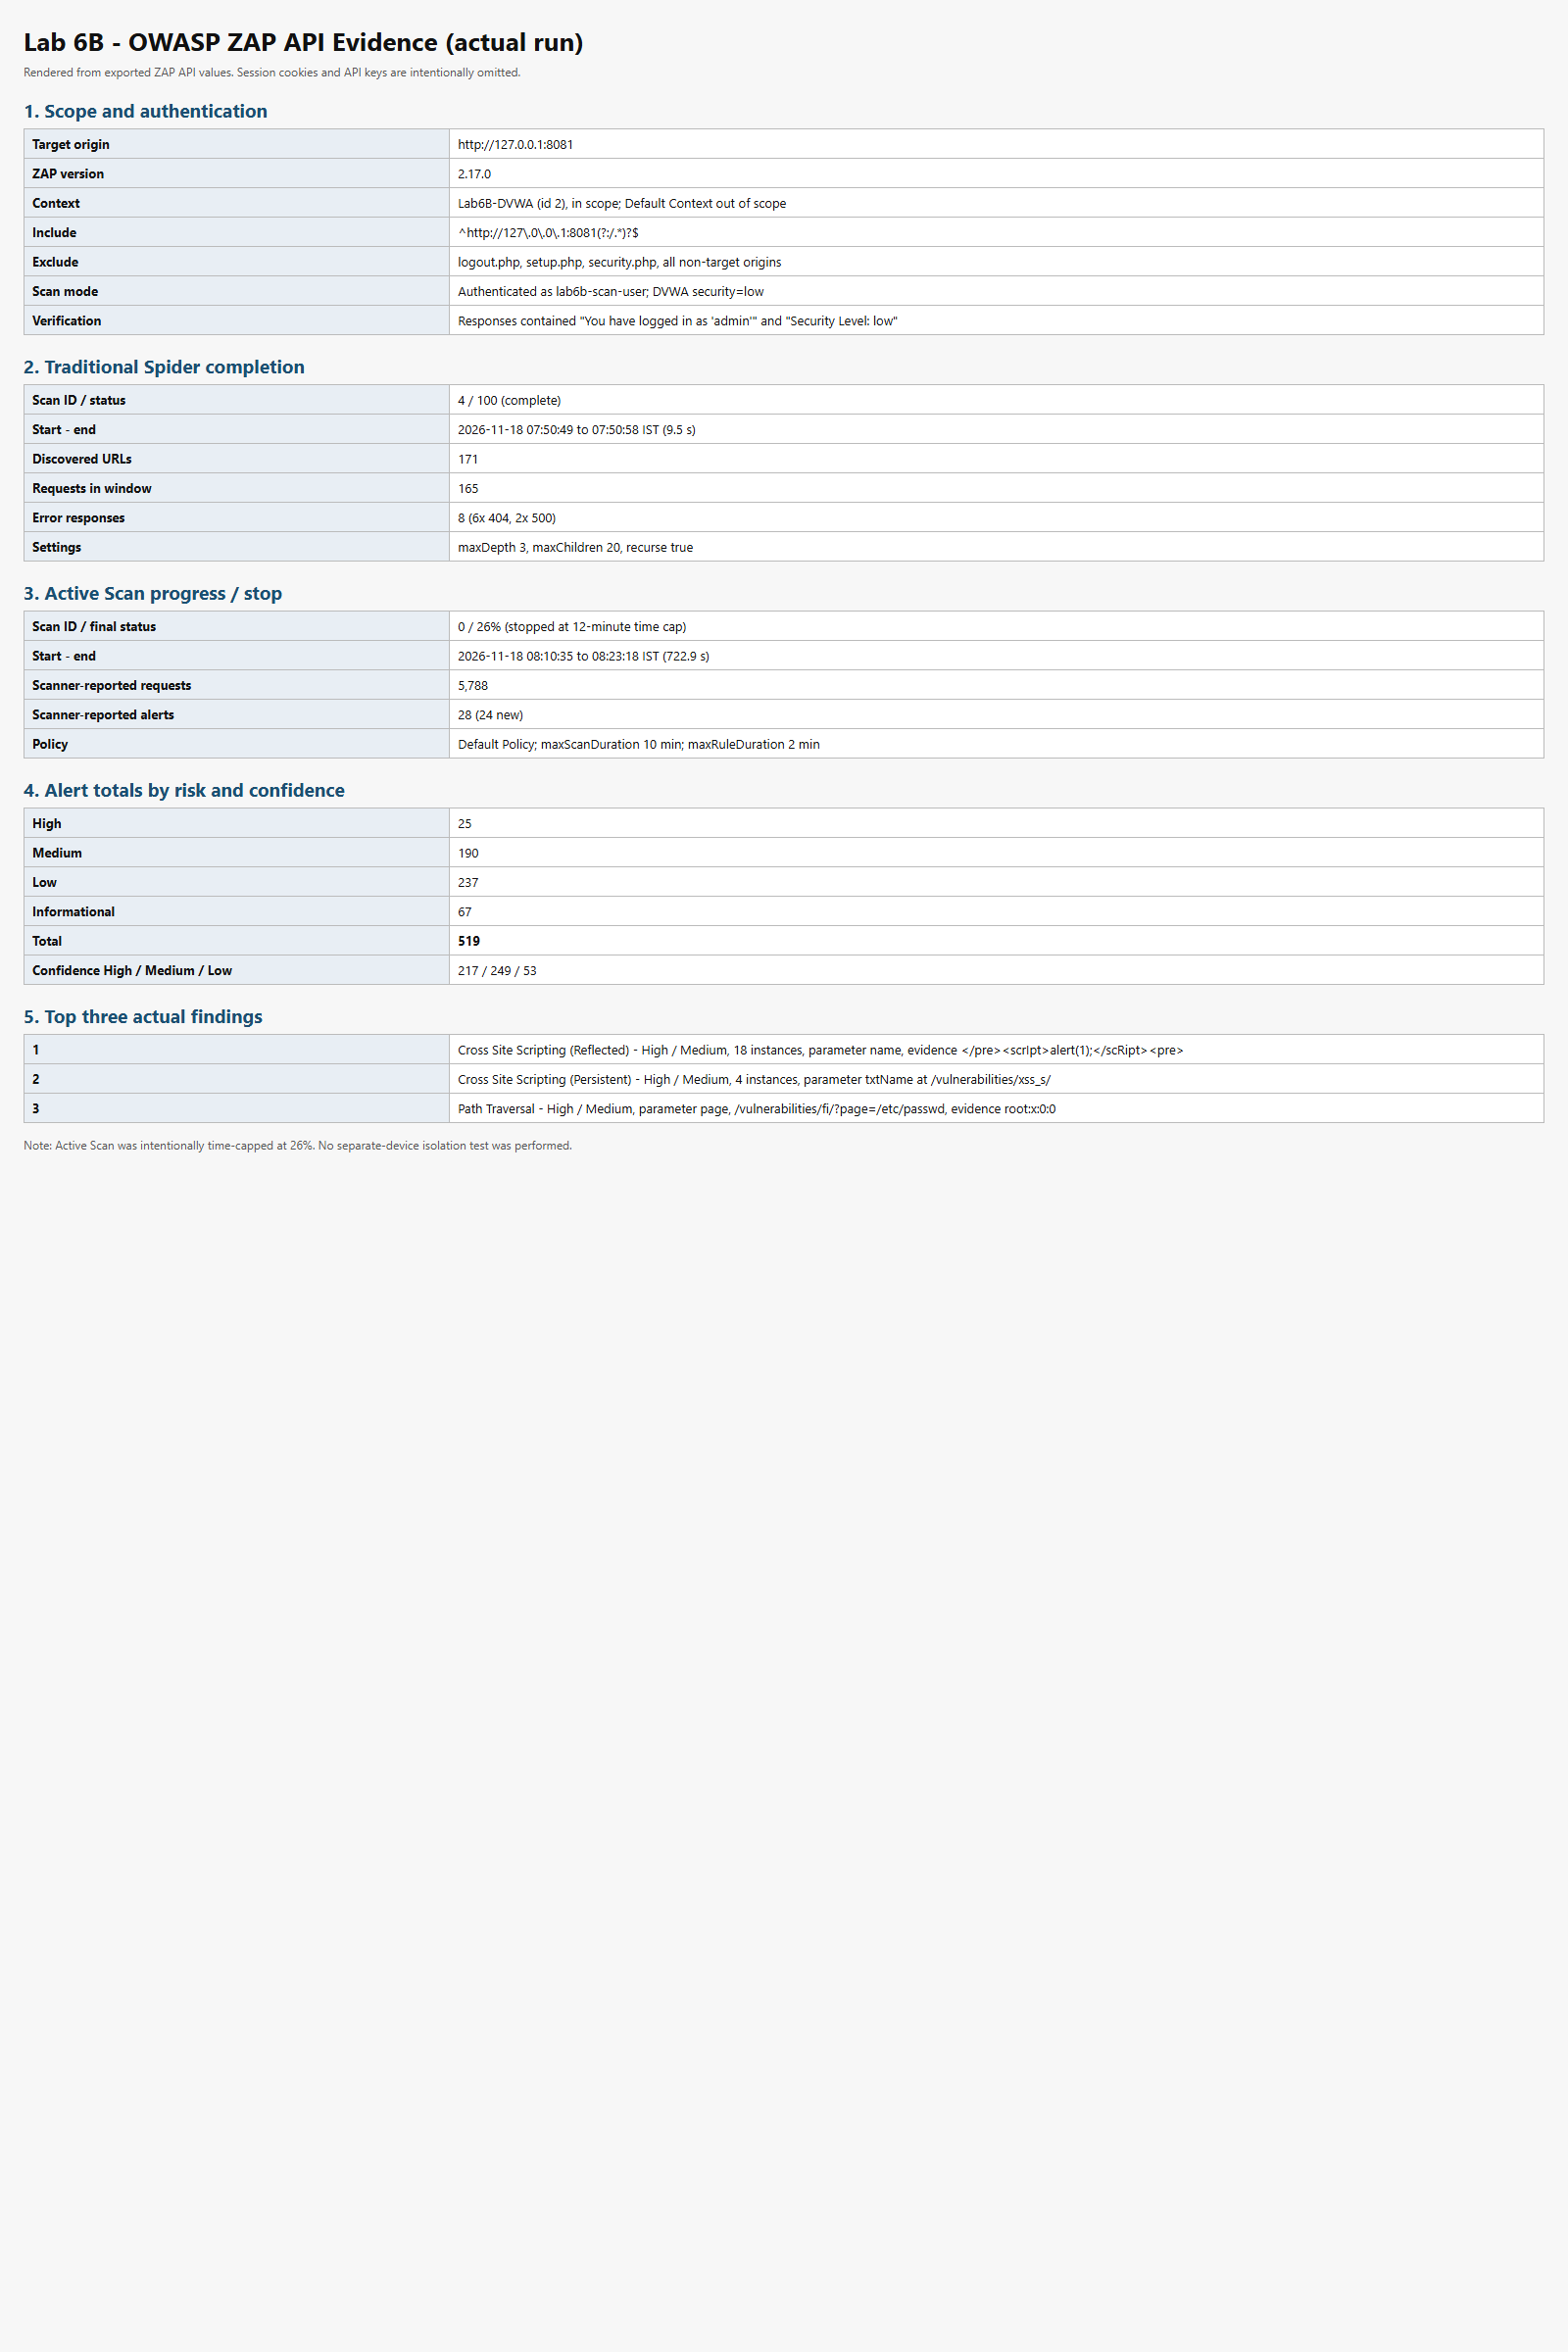 Lab 6B - OWASP ZAP API Evidence (actual run)
Rendered from exported ZAP API values. Session cookies and API keys are intentionally omitted.
1. Scope and authentication
Target origin http://127.0.0.1:8081
ZAP version 2.17.0
Context Lab6B-DVWA (id 2), in scope; Default Context out of scope
Include ^http://127\.0\.0\.1:8081(?:/.*)?$
Exclude logout.php, setup.php, security.php, all non-target origins
Scan mode Authenticated as lab6b-scan-user; DVWA security=low
Verification Responses contained "You have logged in as 'admin'" and "Security Level: low"
2. Traditional Spider completion
Scan ID / status 4 / 100 (complete)
Start - end 2026-11-18 07:50:49 to 07:50:58 IST (9.5 s)
Discovered URLs 171
Requests in window 165
Error responses 8 (6x 404, 2x 500)
Settings maxDepth 3, maxChildren 20, recurse true
3. Active Scan progress / stop
Scan ID / final status 0 / 26% (stopped at 12-minute time cap)
Start - end 2026-11-18 08:10:35 to 08:23:18 IST (722.9 s)
Scanner-reported requests 5,788
Scanner-reported alerts 28 (24 new)
Policy Default Policy; maxScanDuration 10 min; maxRuleDuration 2 min
4. Alert totals by risk and confidence
High 25
Medium 190
Low 237
Informational 67
Total 519
Confidence High / Medium / Low 217 / 249 / 53
5. Top three actual findings
1 Cross Site Scripting (Reflected) - High / Medium, 18 instances, parameter name, evidence </pre><scrIpt>alert(1);</scRipt><pre>
2 Cross Site Scripting (Persistent) - High / Medium, 4 instances, parameter txtName at /vulnerabilities/xss_s/
3 Path Traversal - High / Medium, parameter page, /vulnerabilities/fi/?page=/etc/passwd, evidence root:x:0:0
Note: Active Scan was intentionally time-capped at 26%. No separate-device isolation test was performed.